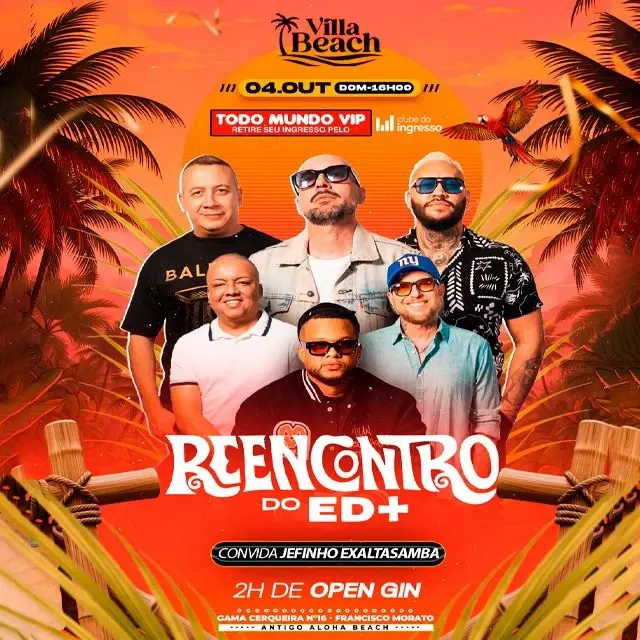 Villa
Beach
04.OUT DOM-16H00
TODO MUNDO VIP
RETIRE SEU INGRESSO PELO
clube do
ingresso
BAL
NY
REENCONTRO
DO ED+
CONVIDA JEFINHO EXALTASAMBA
2H DE OPEN GIN
GAMA CERQUEIRA Nº16 - FRANCISCO MORATO
ANTIGO ALOHA BEACH